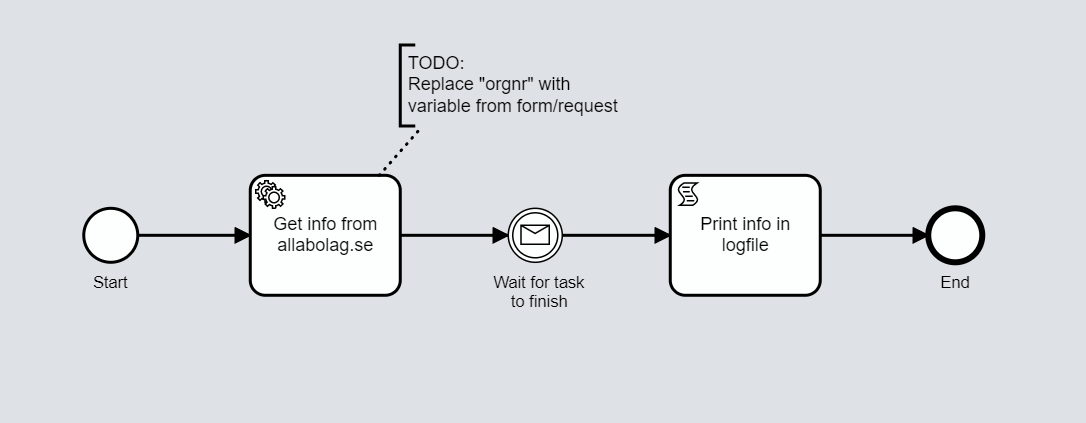 TODO:
Replace "orgnr" with
variable from form/request
Start
Get info from
allabolag.se
Wait for task
to finish
Print info in
logfile
End